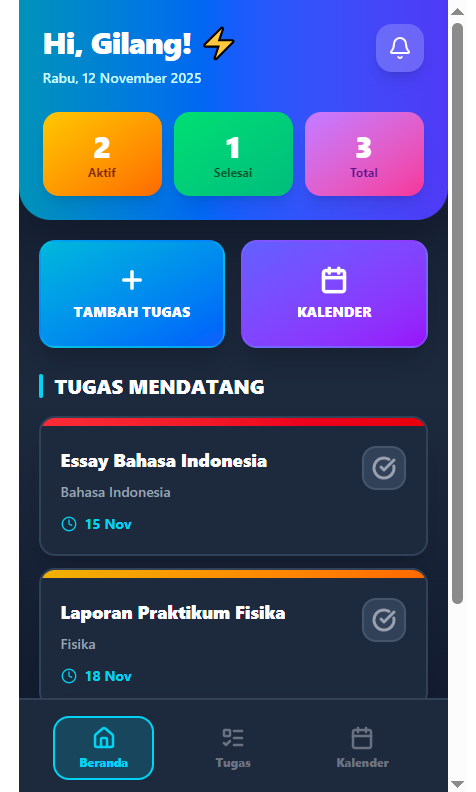 Hi, Gilang! ⚡
Rabu, 12 November 2025
2
Aktif
1
Selesai
3
Total
TAMBAH TUGAS
KALENDER
TUGAS MENDATANG
Essay Bahasa Indonesia
Bahasa Indonesia
15 Nov
Laporan Praktikum Fisika
Fisika
18 Nov
Beranda
Tugas
Kalender